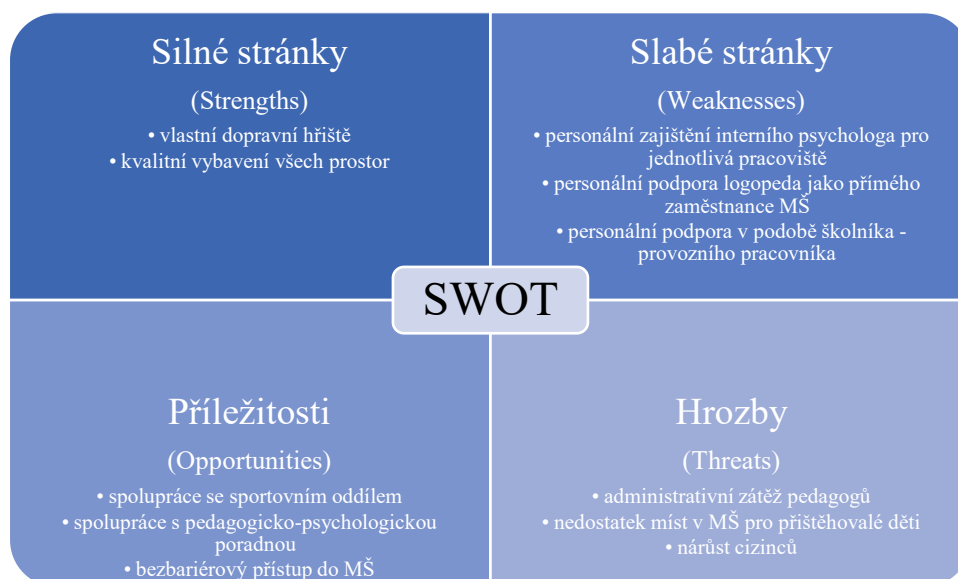 Silné stránky
(Strengths)
• vlastní dopravní hřiště
• kvalitní vybavení všech prostor
Slabé stránky
(Weaknesses)
• personální zajištění interního psychologa pro
jednotlivá pracoviště
• personální podpora logopeda jako přímého
zaměstnance MŠ
• personální podpora v podobě školníka -
provozního pracovníka
SWOT
Příležitosti
(Opportunities)
• spolupráce se sportovním oddílem
• spolupráce s pedagogicko-psychologickou
poradnou
• bezbariérový přístup do MŠ
Hrozby
(Threats)
• administrativní zátěž pedagogů
• nedostatek míst v MŠ pro přištěhovalé děti
• nárůst cizinců